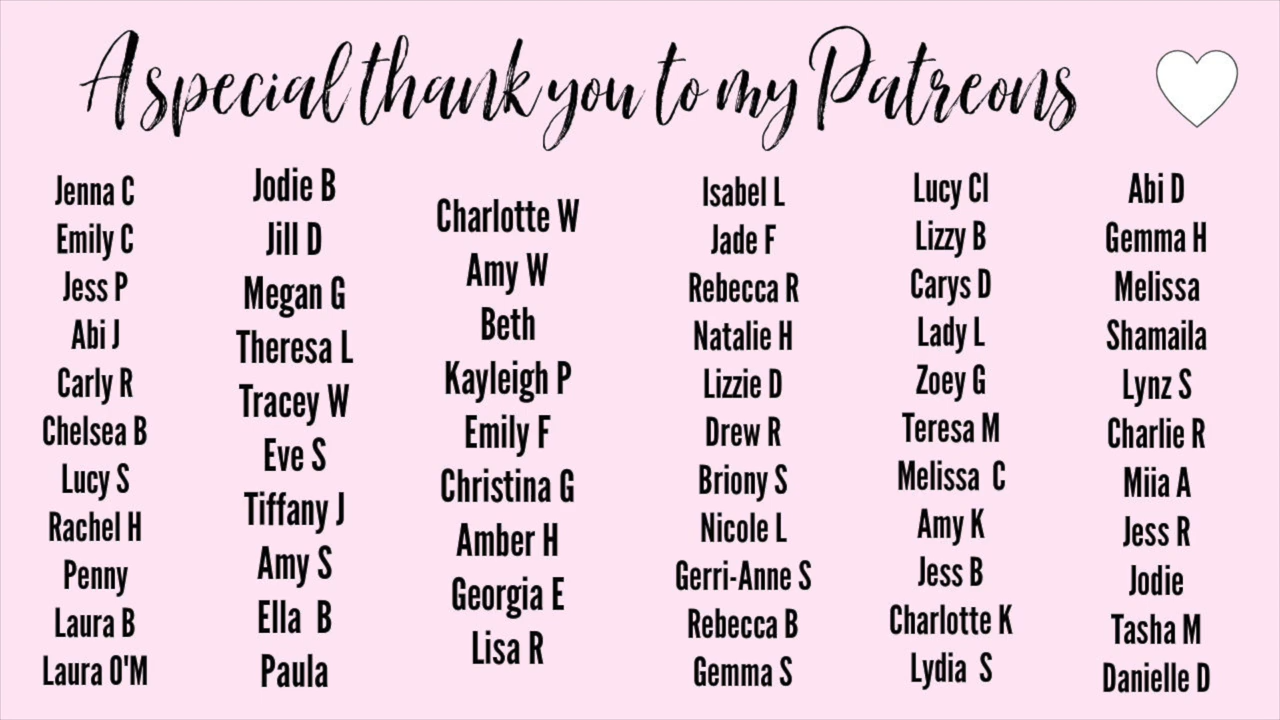 A special thank you to my Patreons
Jenna C
Emily C
Jess P
Abi J
Carly R
Chelsea B
Lucy S
Rachel H
Penny
Laura B
Laura O'M
Jodie B
Jill D
Megan G
Theresa L
Tracey W
Eve S
Tiffany J
Amy S
Ella B
Paula
Charlotte W
Amy W
Beth
Kayleigh P
Emily F
Christina G
Amber H
Georgia E
Lisa R
Isabel L
Jade F
Rebecca R
Natalie H
Lizzie D
Drew R
Briony S
Nicole L
Gerri-Anne S
Rebecca B
Gemma S
Lucy Cl
Lizzy B
Carys D
Lady L
Zoey G
Teresa M
Melissa C
Amy K
Jess B
Charlotte K
Lydia S
Abi D
Gemma H
Melissa
Shamaila
Lynz S
Charlie R
Miia A
Jess R
Jodie
Tasha M
Danielle D